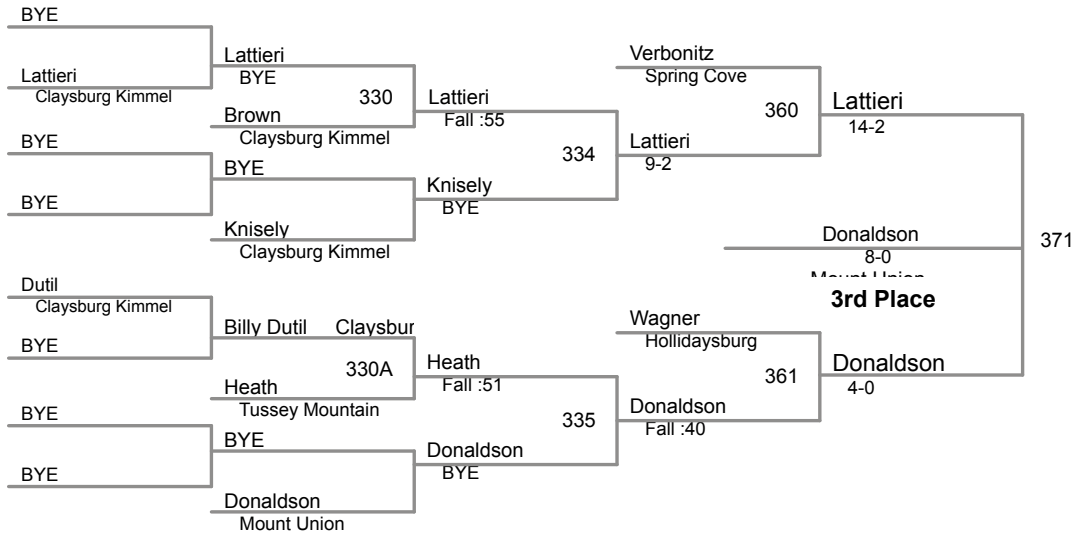 BYE
Lattieri
Claysburg Kimmel
BYE
BYE
Dutil
Claysburg Kimmel
BYE
BYE
BYE
Lattieri
BYE
330
Brown
Claysburg Kimmel
BYE
Knisely
Claysburg Kimmel
Billy Dutil Claysbur
330A
Heath
Tussey Mountain
BYE
Donaldson
Mount Union
Lattieri
Fall :55
334
Knisely
BYE
Heath
Fall :51
335
Donaldson
BYE
Verbonitz
Spring Cove
360
Lattieri
9-2
Wagner
Hollidaysburg
361
Donaldson
Fall :40
Lattieri
14-2
Donaldson
8-0
Mount Union
3rd Place
371
Donaldson
4-0